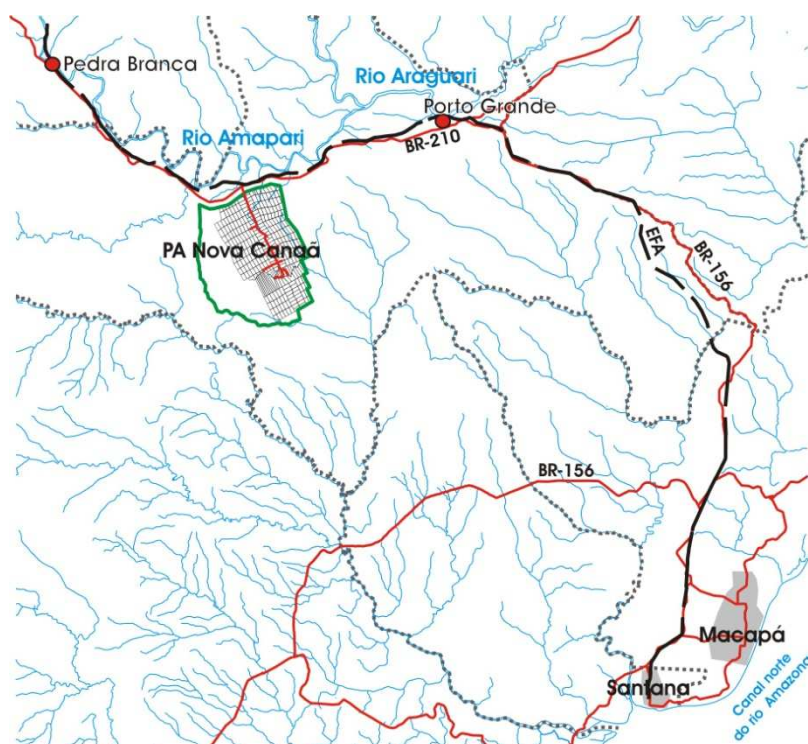 Pedra Branca
Rio Araguari
Porto Grande
Rio Amapari
BR-210
PA Nova Canaã
EFA
BR-156
BR-156
Macapá
Santana
Canal norte
do rio Amazona